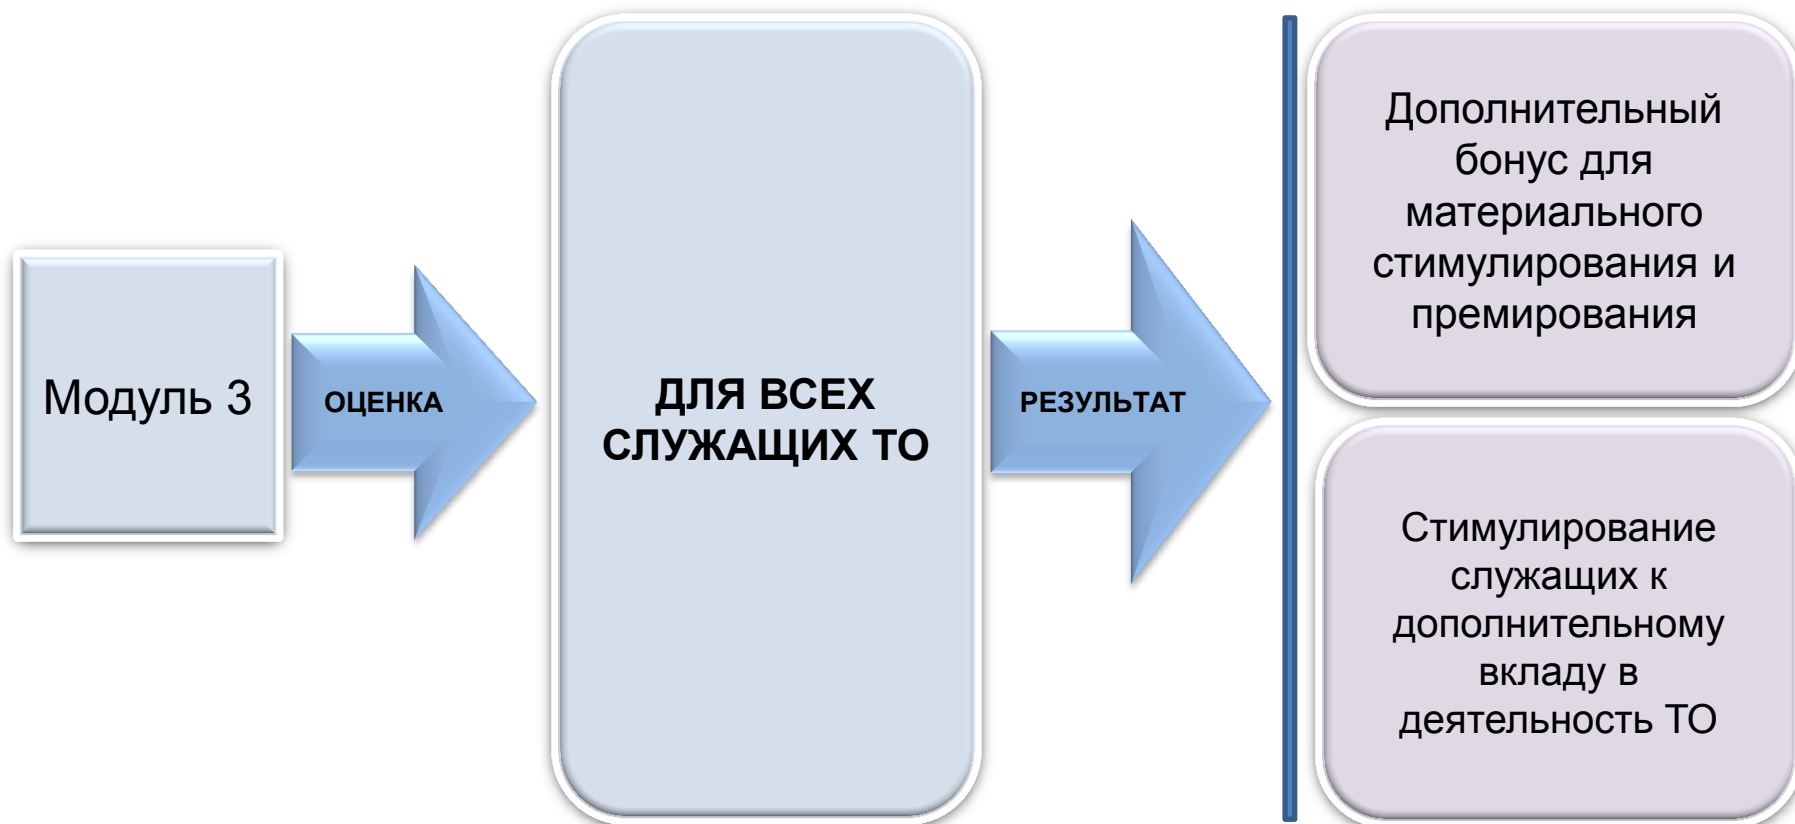 Модуль 3
ОЦЕНКА
ДЛЯ ВСЕХ
СЛУЖАЩИХ ТО
РЕЗУЛЬТАТ
Дополнительный
бонус для
материального
стимулирования и
премирования
Стимулирование
служащих к
дополнительному
вкладу в
деятельность ТО